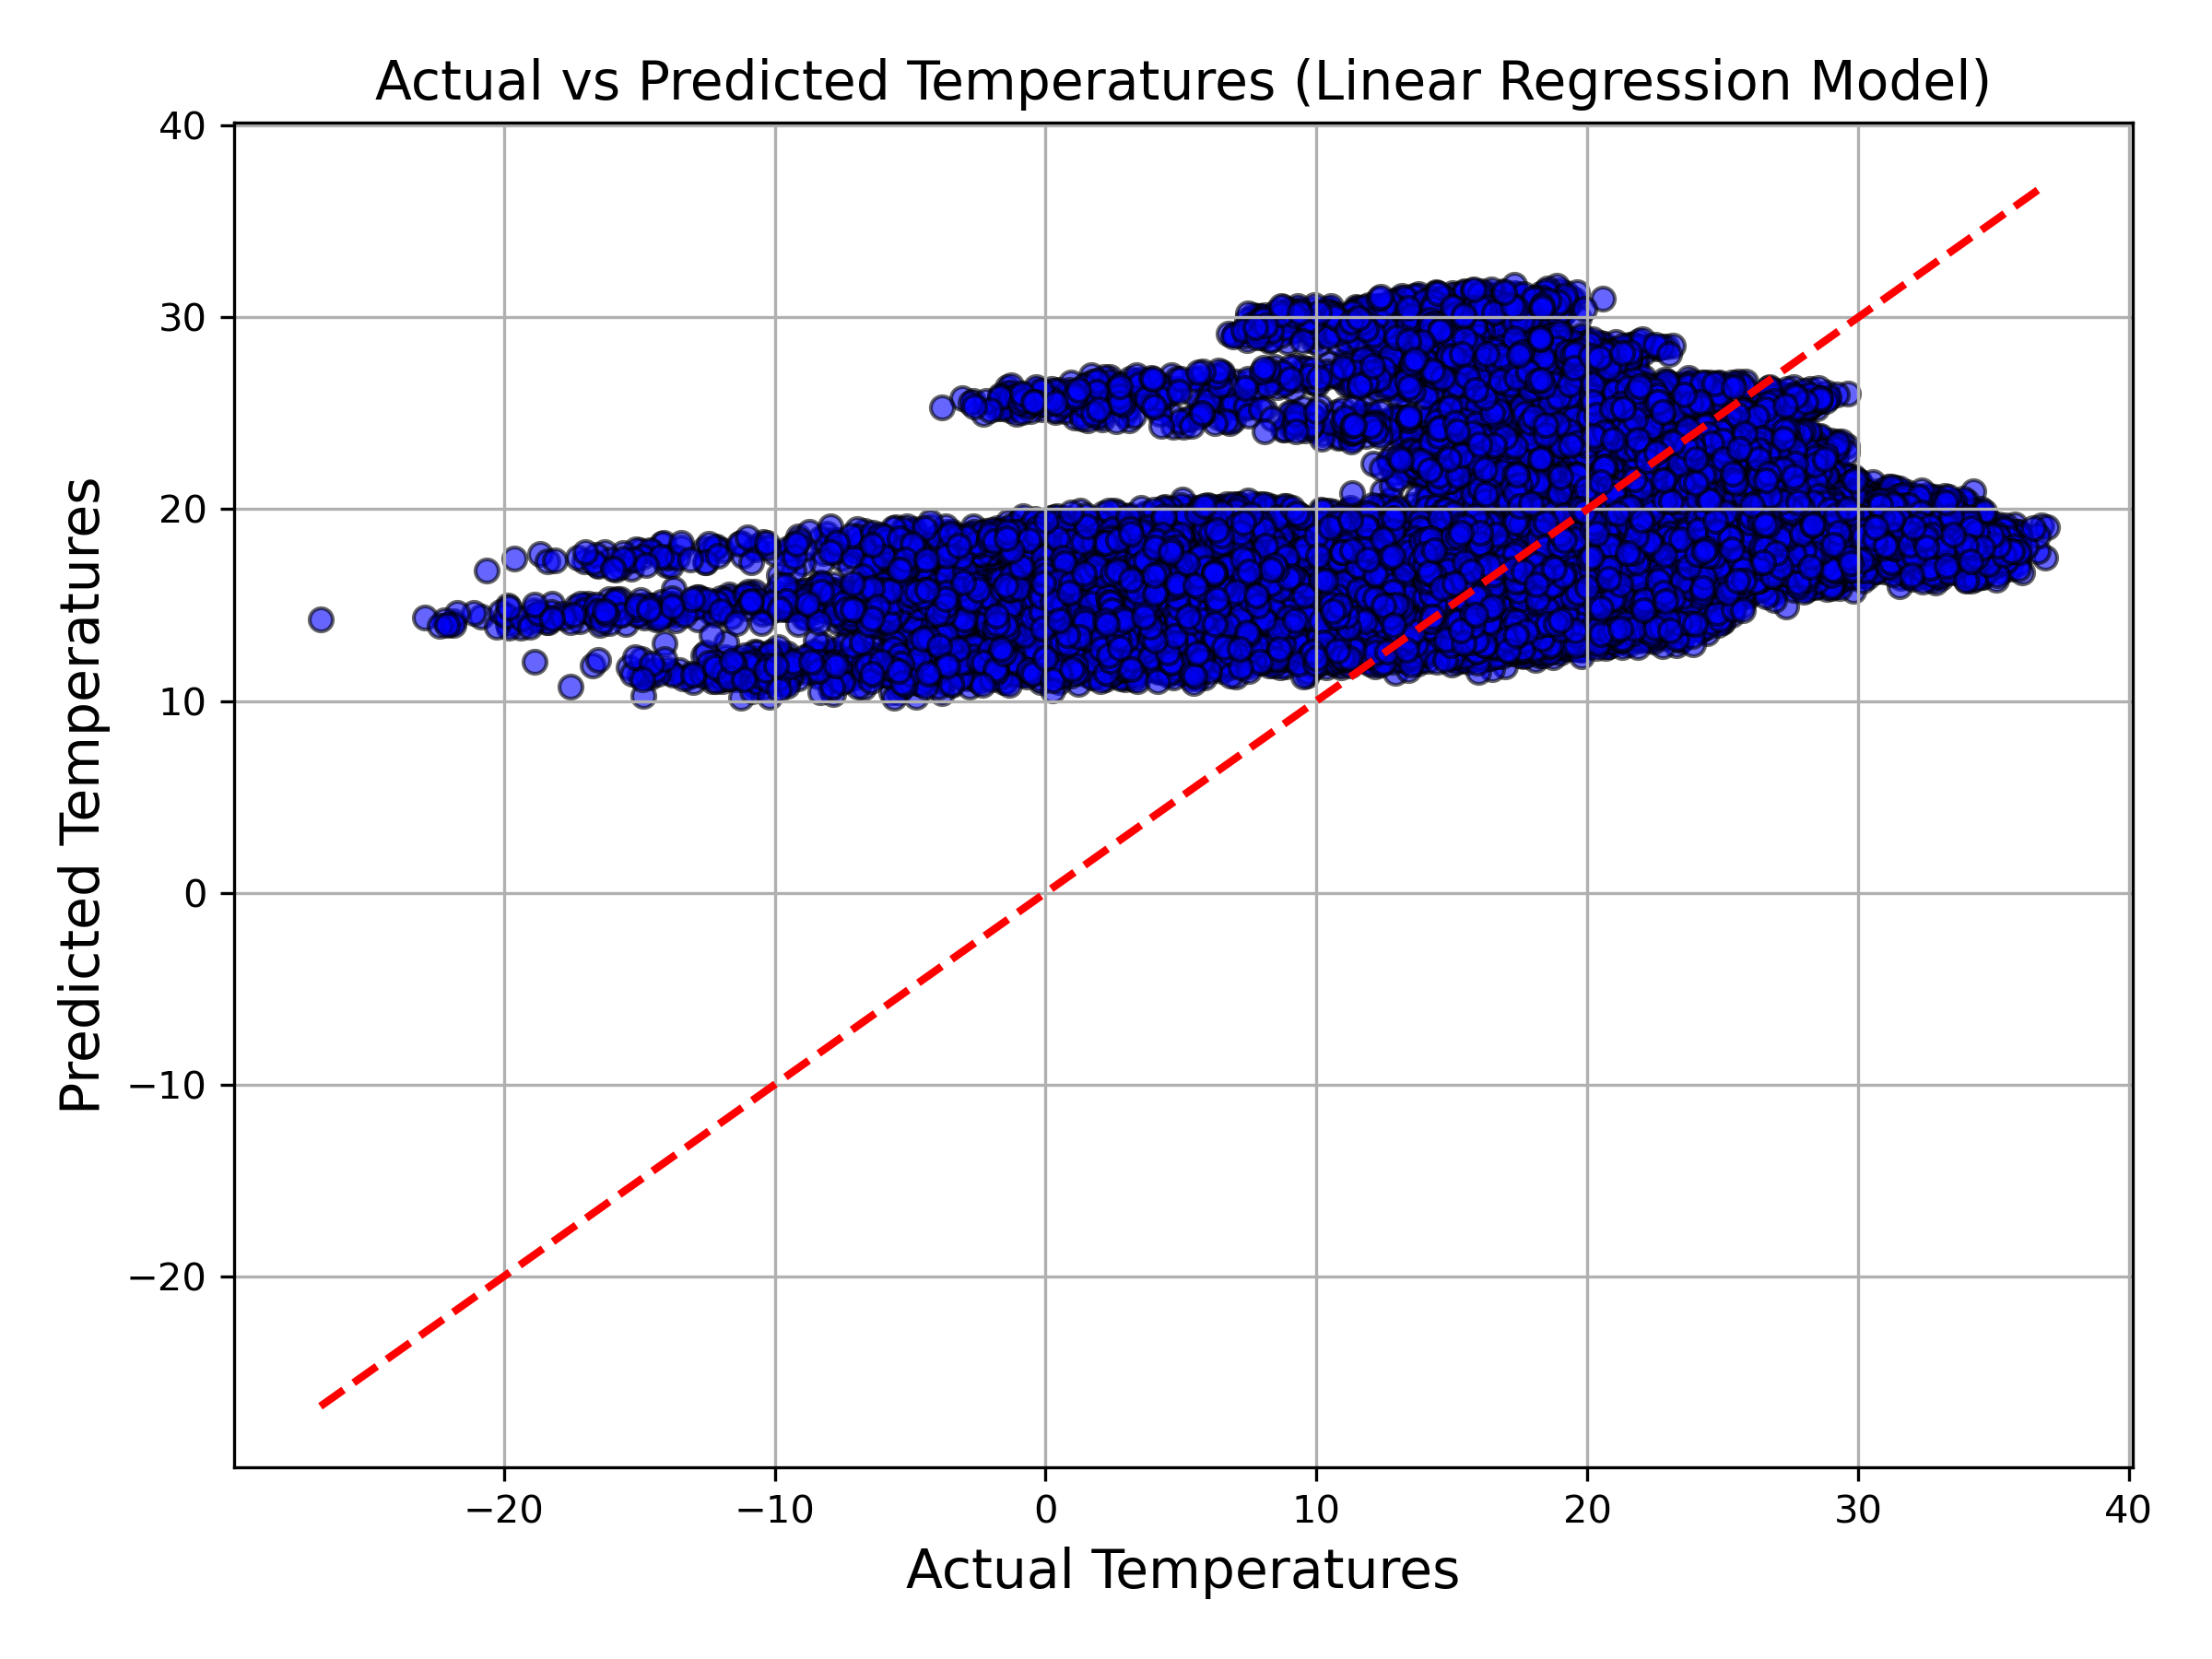 Actual vs Predicted Temperatures (Linear Regression Model)
40
30
20
10
0
−10
−20
Predicted Temperatures
−20 −10 0 10 20 30 40
Actual Temperatures